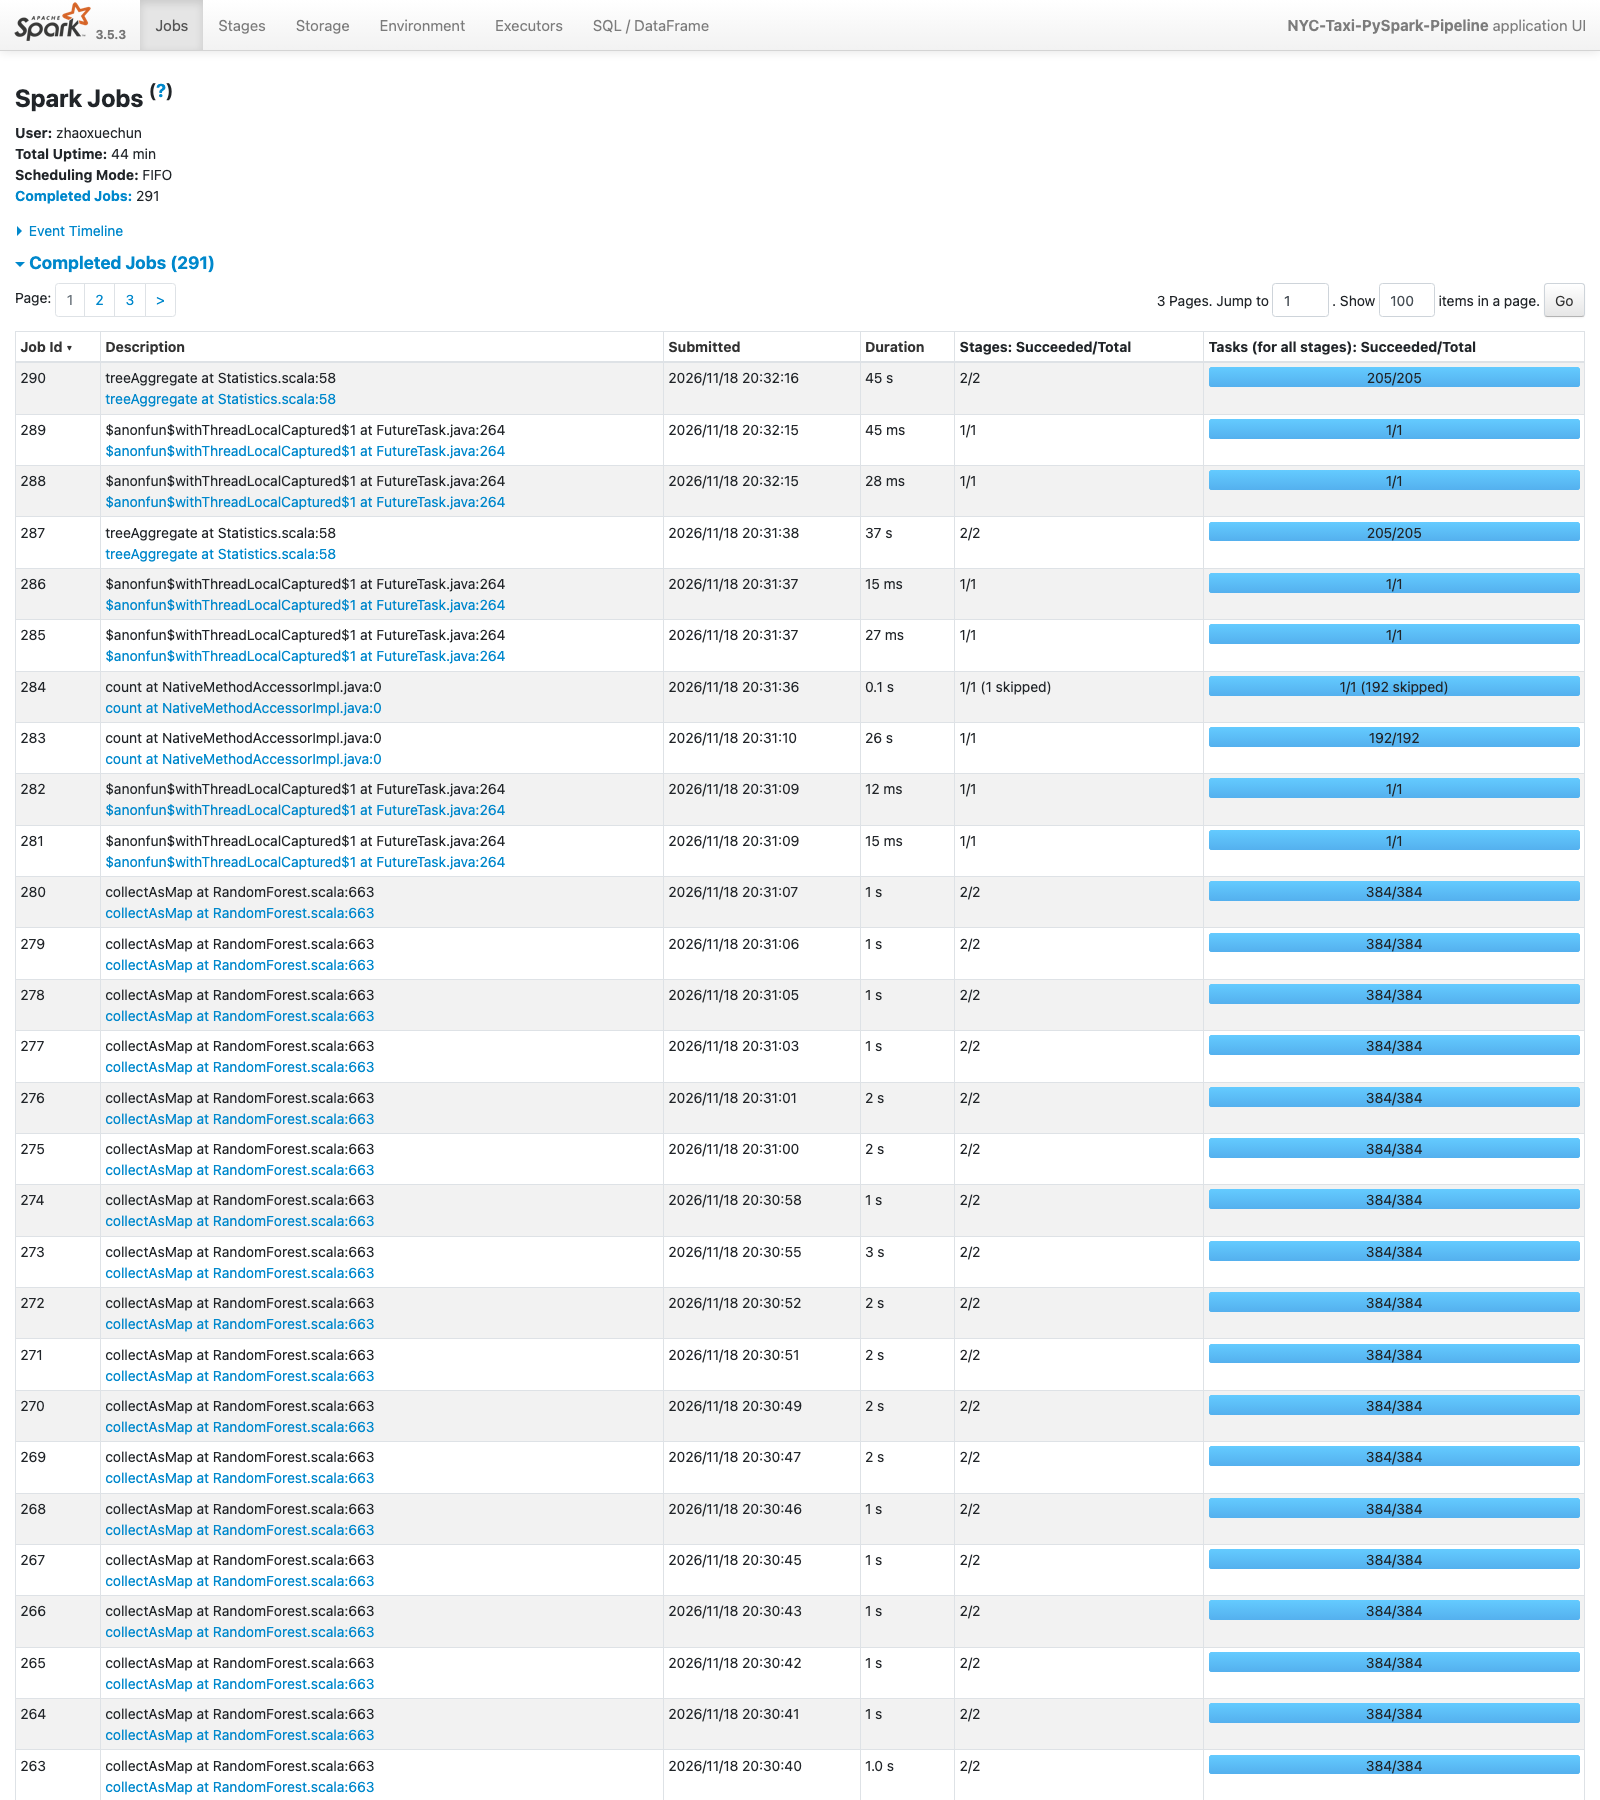 APACHE Spark 3.5.3 Jobs Stages Storage Environment Executors SQL / DataFrame NYC-Taxi-PySpark-Pipeline application UI
Spark Jobs (?)
User: zhaoxuechun
Total Uptime: 44 min
Scheduling Mode: FIFO
Completed Jobs: 291
Event Timeline
Completed Jobs (291)
Page: 1 2 3 > 3 Pages. Jump to 1 . Show 100 items in a page. Go
Job Id ▾ Description Submitted Duration Stages: Succeeded/Total Tasks (for all stages): Succeeded/Total
290 treeAggregate at Statistics.scala:58 2026/11/18 20:32:16 45 s 2/2 205/205
treeAggregate at Statistics.scala:58
289 $anonfun$withThreadLocalCaptured$1 at FutureTask.java:264 2026/11/18 20:32:15 45 ms 1/1 1/1
$anonfun$withThreadLocalCaptured$1 at FutureTask.java:264
288 $anonfun$withThreadLocalCaptured$1 at FutureTask.java:264 2026/11/18 20:32:15 28 ms 1/1 1/1
$anonfun$withThreadLocalCaptured$1 at FutureTask.java:264
287 treeAggregate at Statistics.scala:58 2026/11/18 20:31:38 37 s 2/2 205/205
treeAggregate at Statistics.scala:58
286 $anonfun$withThreadLocalCaptured$1 at FutureTask.java:264 2026/11/18 20:31:37 15 ms 1/1 1/1
$anonfun$withThreadLocalCaptured$1 at FutureTask.java:264
285 $anonfun$withThreadLocalCaptured$1 at FutureTask.java:264 2026/11/18 20:31:37 27 ms 1/1 1/1
$anonfun$withThreadLocalCaptured$1 at FutureTask.java:264
284 count at NativeMethodAccessorImpl.java:0 2026/11/18 20:31:36 0.1 s 1/1 (1 skipped) 1/1 (192 skipped)
count at NativeMethodAccessorImpl.java:0
283 count at NativeMethodAccessorImpl.java:0 2026/11/18 20:31:10 26 s 1/1 192/192
count at NativeMethodAccessorImpl.java:0
282 $anonfun$withThreadLocalCaptured$1 at FutureTask.java:264 2026/11/18 20:31:09 12 ms 1/1 1/1
$anonfun$withThreadLocalCaptured$1 at FutureTask.java:264
281 $anonfun$withThreadLocalCaptured$1 at FutureTask.java:264 2026/11/18 20:31:09 15 ms 1/1 1/1
$anonfun$withThreadLocalCaptured$1 at FutureTask.java:264
280 collectAsMap at RandomForest.scala:663 2026/11/18 20:31:07 1 s 2/2 384/384
collectAsMap at RandomForest.scala:663
279 collectAsMap at RandomForest.scala:663 2026/11/18 20:31:06 1 s 2/2 384/384
collectAsMap at RandomForest.scala:663
278 collectAsMap at RandomForest.scala:663 2026/11/18 20:31:05 1 s 2/2 384/384
collectAsMap at RandomForest.scala:663
277 collectAsMap at RandomForest.scala:663 2026/11/18 20:31:03 1 s 2/2 384/384
collectAsMap at RandomForest.scala:663
276 collectAsMap at RandomForest.scala:663 2026/11/18 20:31:01 2 s 2/2 384/384
collectAsMap at RandomForest.scala:663
275 collectAsMap at RandomForest.scala:663 2026/11/18 20:31:00 2 s 2/2 384/384
collectAsMap at RandomForest.scala:663
274 collectAsMap at RandomForest.scala:663 2026/11/18 20:30:58 1 s 2/2 384/384
collectAsMap at RandomForest.scala:663
273 collectAsMap at RandomForest.scala:663 2026/11/18 20:30:55 3 s 2/2 384/384
collectAsMap at RandomForest.scala:663
272 collectAsMap at RandomForest.scala:663 2026/11/18 20:30:52 2 s 2/2 384/384
collectAsMap at RandomForest.scala:663
271 collectAsMap at RandomForest.scala:663 2026/11/18 20:30:51 2 s 2/2 384/384
collectAsMap at RandomForest.scala:663
270 collectAsMap at RandomForest.scala:663 2026/11/18 20:30:49 2 s 2/2 384/384
collectAsMap at RandomForest.scala:663
269 collectAsMap at RandomForest.scala:663 2026/11/18 20:30:47 2 s 2/2 384/384
collectAsMap at RandomForest.scala:663
268 collectAsMap at RandomForest.scala:663 2026/11/18 20:30:46 1 s 2/2 384/384
collectAsMap at RandomForest.scala:663
267 collectAsMap at RandomForest.scala:663 2026/11/18 20:30:45 1 s 2/2 384/384
collectAsMap at RandomForest.scala:663
266 collectAsMap at RandomForest.scala:663 2026/11/18 20:30:43 1 s 2/2 384/384
collectAsMap at RandomForest.scala:663
265 collectAsMap at RandomForest.scala:663 2026/11/18 20:30:42 1 s 2/2 384/384
collectAsMap at RandomForest.scala:663
264 collectAsMap at RandomForest.scala:663 2026/11/18 20:30:41 1 s 2/2 384/384
collectAsMap at RandomForest.scala:663
263 collectAsMap at RandomForest.scala:663 2026/11/18 20:30:40 1.0 s 2/2 384/384
collectAsMap at RandomForest.scala:663